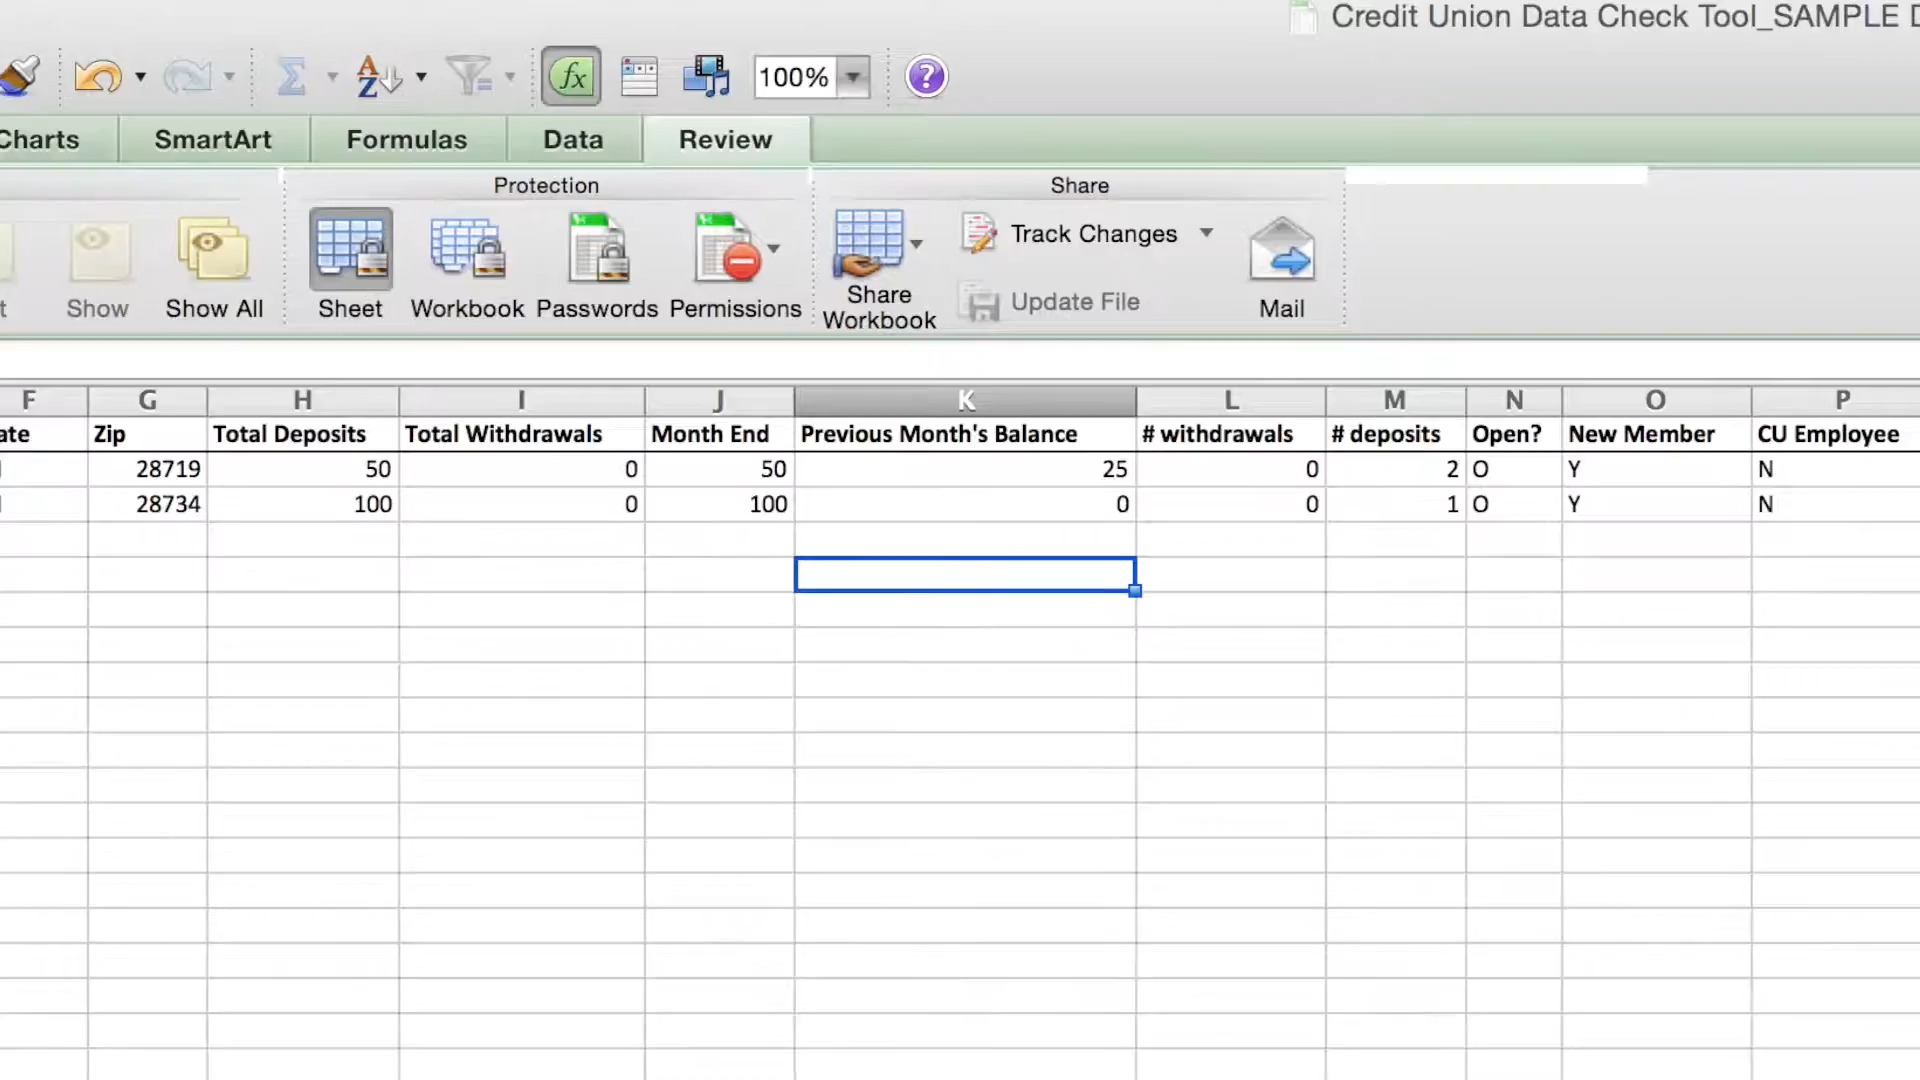 Credit Union Data Check Tool_SAMPLE
100%
Charts SmartArt Formulas Data Review
Protection Share
Show Show All Sheet Workbook Passwords Permissions Share Workbook Track Changes Update File Mail
F G H I J K L M N O P
Zip Total Deposits Total Withdrawals Month End Previous Month's Balance # withdrawals # deposits Open? New Member CU Employee
28719 50 0 50 25 0 2 O Y N
28734 100 0 100 0 0 1 O Y N